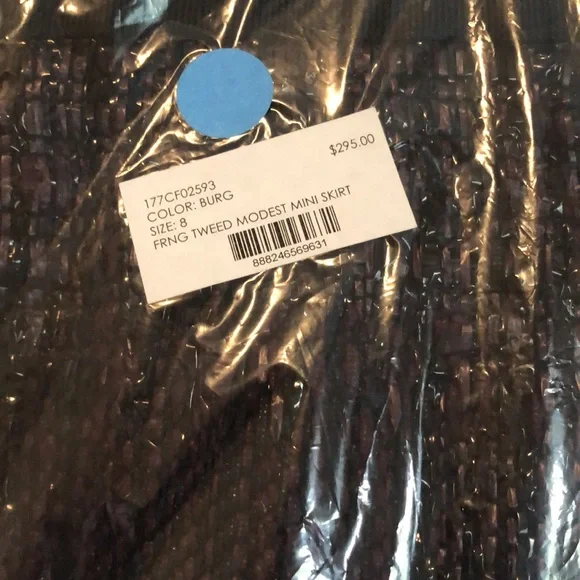 $295.00
177CF02593
COLOR: BURG
SIZE: 8
FRNG TWEED MODEST MINI SKIRT
888246569631